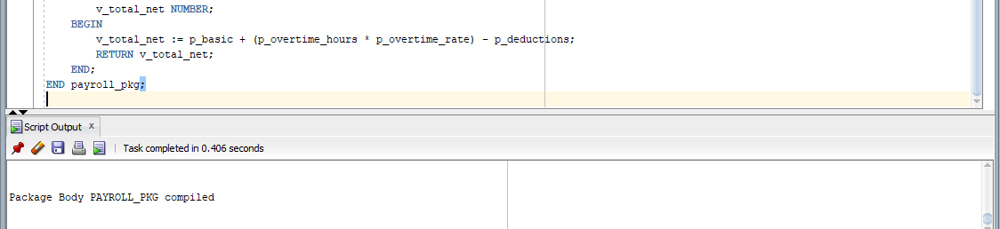 v_total_net NUMBER;
BEGIN
v_total_net := p_basic + (p_overtime_hours * p_overtime_rate) - p_deductions;
RETURN v_total_net;
END;
END payroll_pkg;
Script Output x
Task completed in 0.406 seconds
Package Body PAYROLL_PKG compiled